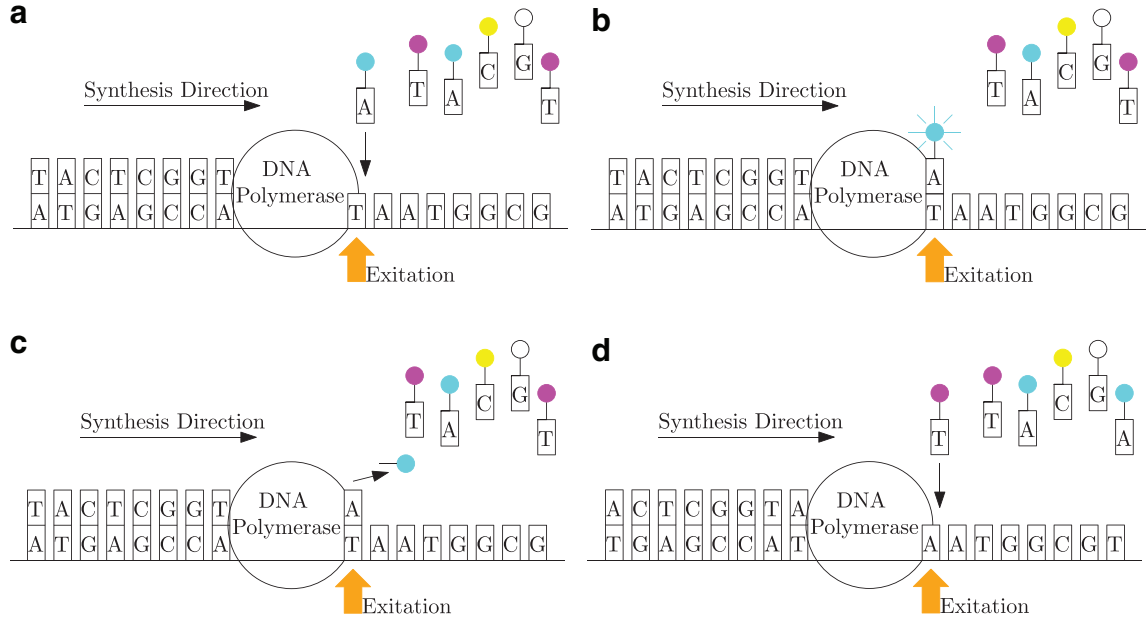 a
A T A C G T
Synthesis Direction
DNA
Polymerase
T A C T C G G T
A T G A G C C A T A A T G G C G
Exitation
b
T A C G T
Synthesis Direction
DNA
Polymerase
T A C T C G G T A
A T G A G C C A T A A T G G C G
Exitation
c
T A C G T
Synthesis Direction
DNA
Polymerase
T A C T C G G T A
A T G A G C C A T A A T G G C G
Exitation
d
T T A C G A
Synthesis Direction
DNA
Polymerase
A C T C G G T A
T G A G C C A T A A T G G C G T
Exitation